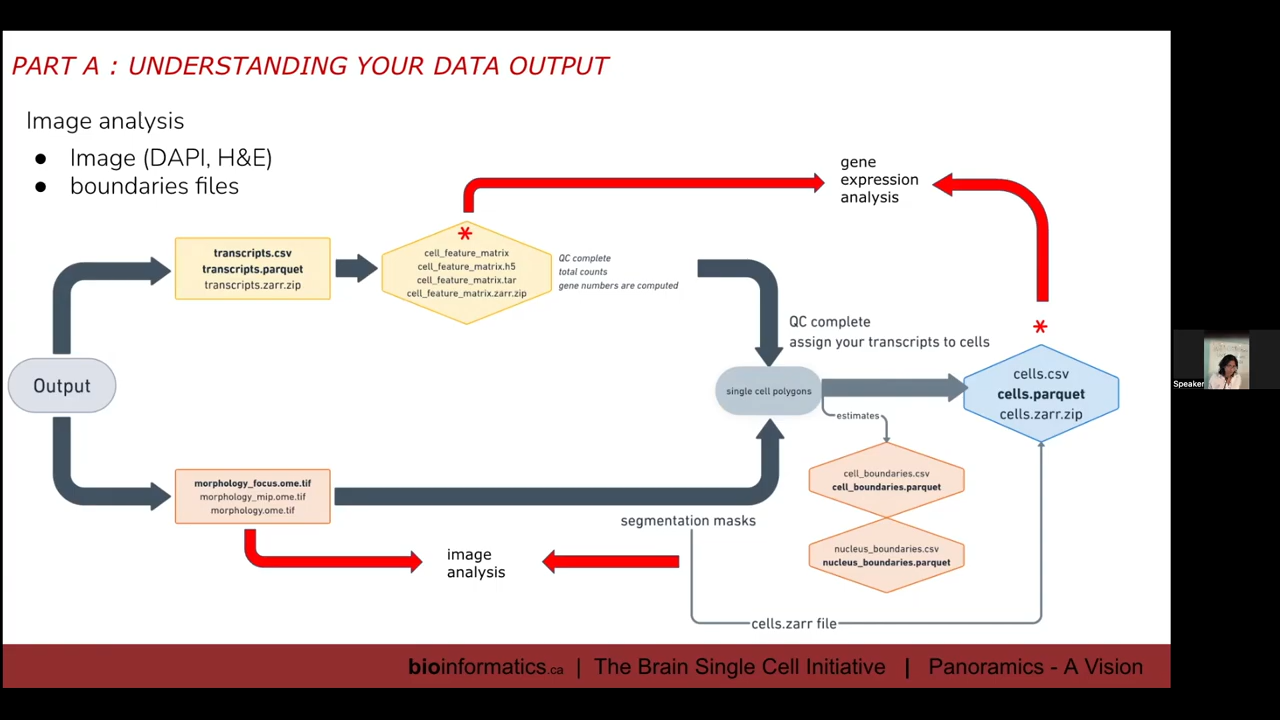 PART A : UNDERSTANDING YOUR DATA OUTPUT
Image analysis
● Image (DAPI, H&E)
● boundaries files
gene
expression
analysis
*
transcripts.csv
transcripts.parquet
transcripts.zarr.zip
cell_feature_matrix
cell_feature_matrix.h5
cell_feature_matrix.tar
cell_feature_matrix.zarr.zip
QC complete
total counts
gene numbers are computed
QC complete
assign your transcripts to cells
*
Output
single cell polygons
cells.csv
cells.parquet
cells.zarr.zip
estimates
cell_boundaries.csv
cell_boundaries.parquet
nucleus_boundaries.csv
nucleus_boundaries.parquet
morphology_focus.ome.tif
morphology_mip.ome.tif
morphology.ome.tif
segmentation masks
image
analysis
cells.zarr file
bioinformatics.ca | The Brain Single Cell Initiative | Panoramics - A Vision
Speaker